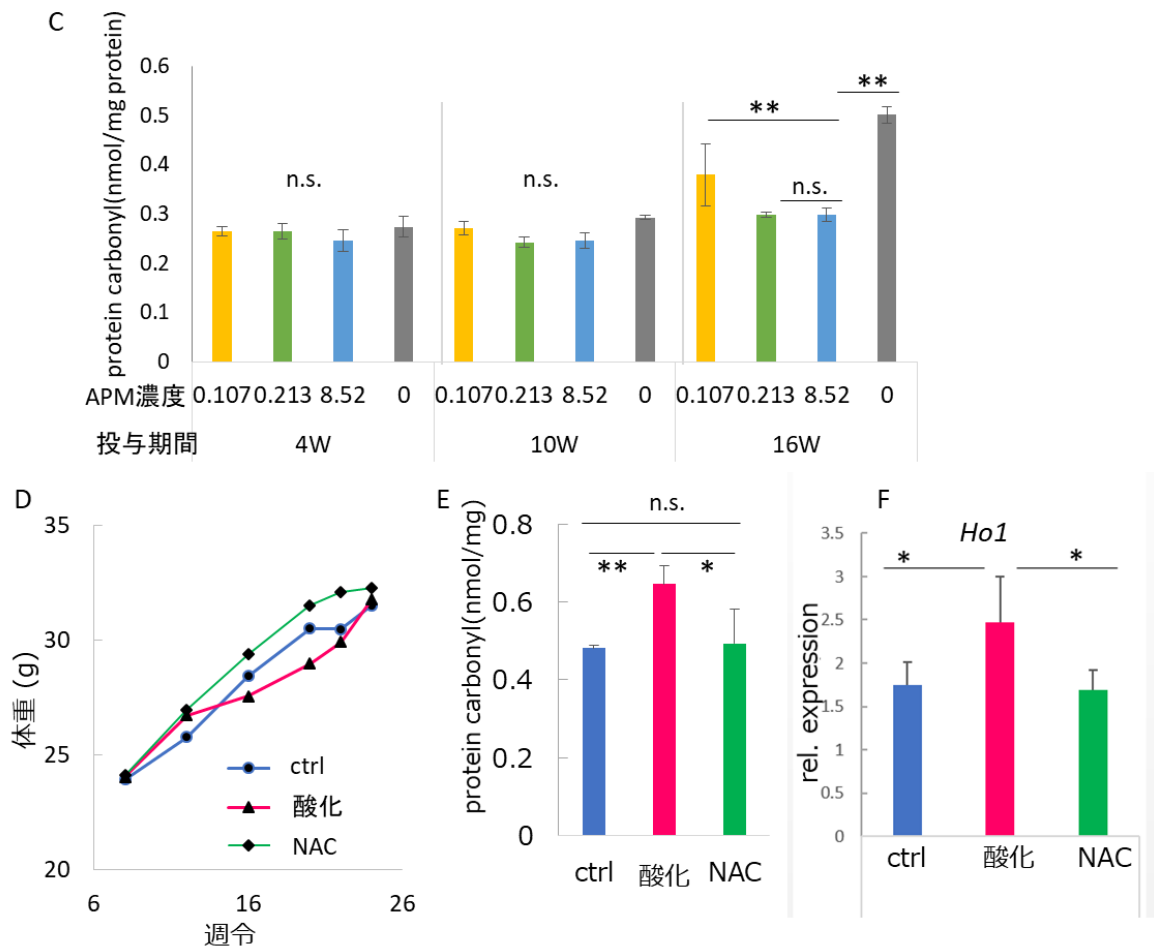 C
protein carbonyl(nmol/mg protein)
0.6
0.5
0.4
0.3
0.2
0.1
0
n.s.
n.s.
**
**
n.s.
APM濃度 0.107 0.213 8.52 0 0.107 0.213 8.52 0 0.107 0.213 8.52 0
投与期間 4W 10W 16W
D
体重 (g)
35
30
25
20
ctrl
酸化
NAC
6 16 26
週令
E
protein carbonyl(nmol/mg)
0.8
0.6
0.4
0.2
0
n.s.
** *
ctrl 酸化 NAC
F
Ho1
rel. expression
3.5
3
2.5
2
1.5
1
0.5
0
* *
ctrl 酸化 NAC